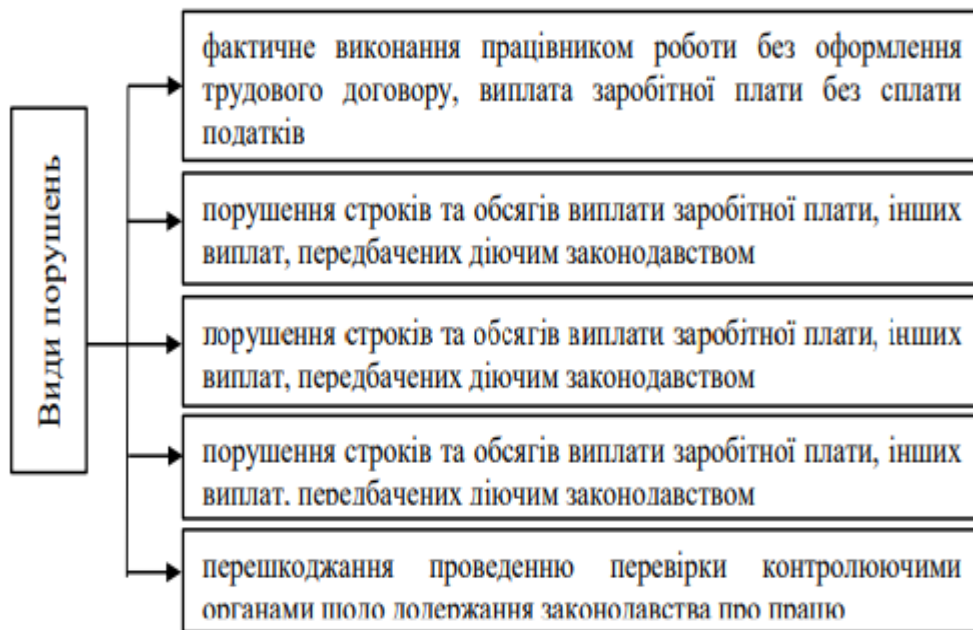 Види порушень
фактичне виконання працівником роботи без оформлення
трудового договору, виплата заробітної плати без сплати
податків
порушення строків та обсягів виплати заробітної плати, інших
виплат, передбачених діючим законодавством
порушення строків та обсягів виплати заробітної плати, інших
виплат, передбачених діючим законодавством
порушення строків та обсягів виплати заробітної плати, інших
виплат, передбачених діючим законодавством
перешкоджання проведенню перевірки контролюючими
органами щодо додержання законодавства про працю